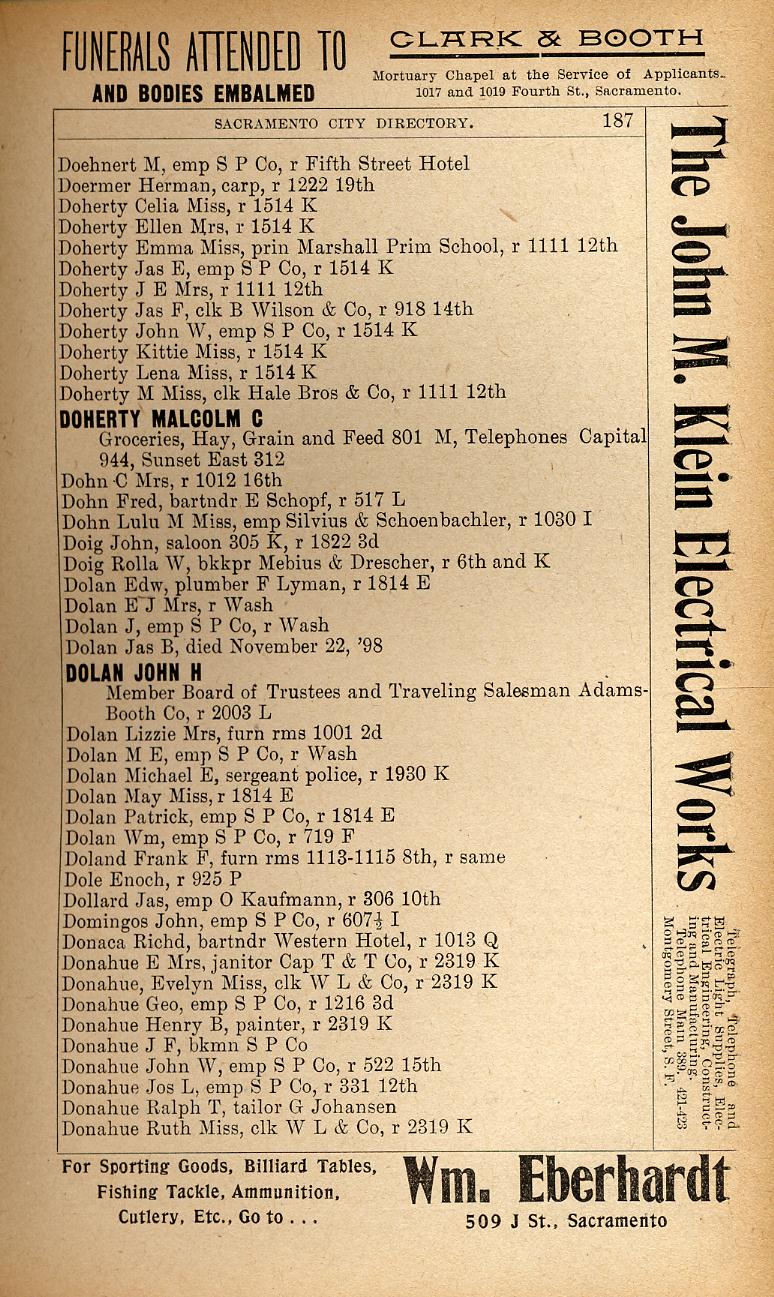 FUNERALS ATTENDED TO
AND BODIES EMBALMED
CLARK & BOOTH
Mortuary Chapel at the Service of Applicants.
1017 and 1019 Fourth St., Sacramento.
SACRAMENTO CITY DIRECTORY. 187
Doehnert M, emp S P Co, r Fifth Street Hotel
Doermer Herman, carp, r 1222 19th
Doherty Celia Miss, r 1514 K
Doherty Ellen Mrs, r 1514 K
Doherty Emma Miss, prin Marshall Prim School, r 1111 12th
Doherty Jas E, emp S P Co, r 1514 K
Doherty J E Mrs, r 1111 12th
Doherty Jas F, clk B Wilson & Co, r 918 14th
Doherty John W, emp S P Co, r 1514 K
Doherty Kittie Miss, r 1514 K
Doherty Lena Miss, r 1514 K
Doherty M Miss, clk Hale Bros & Co, r 1111 12th
DOHERTY MALCOLM C
Groceries, Hay, Grain and Feed 801 M, Telephones Capital
944, Sunset East 312
Dohn C Mrs, r 1012 16th
Dohn Fred, bartndr E Schopf, r 517 L
Dohn Lulu M Miss, emp Silvius & Schoenbachler, r 1030 I
Doig John, saloon 305 K, r 1822 3d
Doig Rolla W, bkkpr Mebius & Drescher, r 6th and K
Dolan Edw, plumber F Lyman, r 1814 E
Dolan E J Mrs, r Wash
Dolan J, emp S P Co, r Wash
Dolan Jas B, died November 22, '98
DOLAN JOHN H
Member Board of Trustees and Traveling Salesman Adams-
Booth Co, r 2003 L
Dolan Lizzie Mrs, furn rms 1001 2d
Dolan M E, emp S P Co, r Wash
Dolan Michael E, sergeant police, r 1930 K
Dolan May Miss, r 1814 E
Dolan Patrick, emp S P Co, r 1814 E
Dolan Wm, emp S P Co, r 719 F
Doland Frank F, furn rms 1113-1115 8th, r same
Dole Enoch, r 925 P
Dollard Jas, emp O Kaufmann, r 306 10th
Domingos John, emp S P Co, r 607½ I
Donaca Richd, bartndr Western Hotel, r 1013 Q
Donahue E Mrs, janitor Cap T & T Co, r 2319 K
Donahue, Evelyn Miss, clk W L & Co, r 2319 K
Donahue Geo, emp S P Co, r 1216 3d
Donahue Henry B, painter, r 2319 K
Donahue J F, bkmn S P Co
Donahue John W, emp S P Co, r 522 15th
Donahue Jos L, emp S P Co, r 331 12th
Donahue Ralph T, tailor G Johansen
Donahue Ruth Miss, clk W L & Co, r 2319 K
The John M. Klein Electrical Works
Telegraph, Telephone and
Electric Light Supplies, Elec-
trical Engineering, Construct-
ing and Manufacturing.
Telephone Main 389. 421-423
Montgomery Street, S. F.
For Sporting Goods, Billiard Tables,
Fishing Tackle, Ammunition,
Cutlery, Etc., Go to . . .
Wm. Eberhardt
509 J St., Sacramento